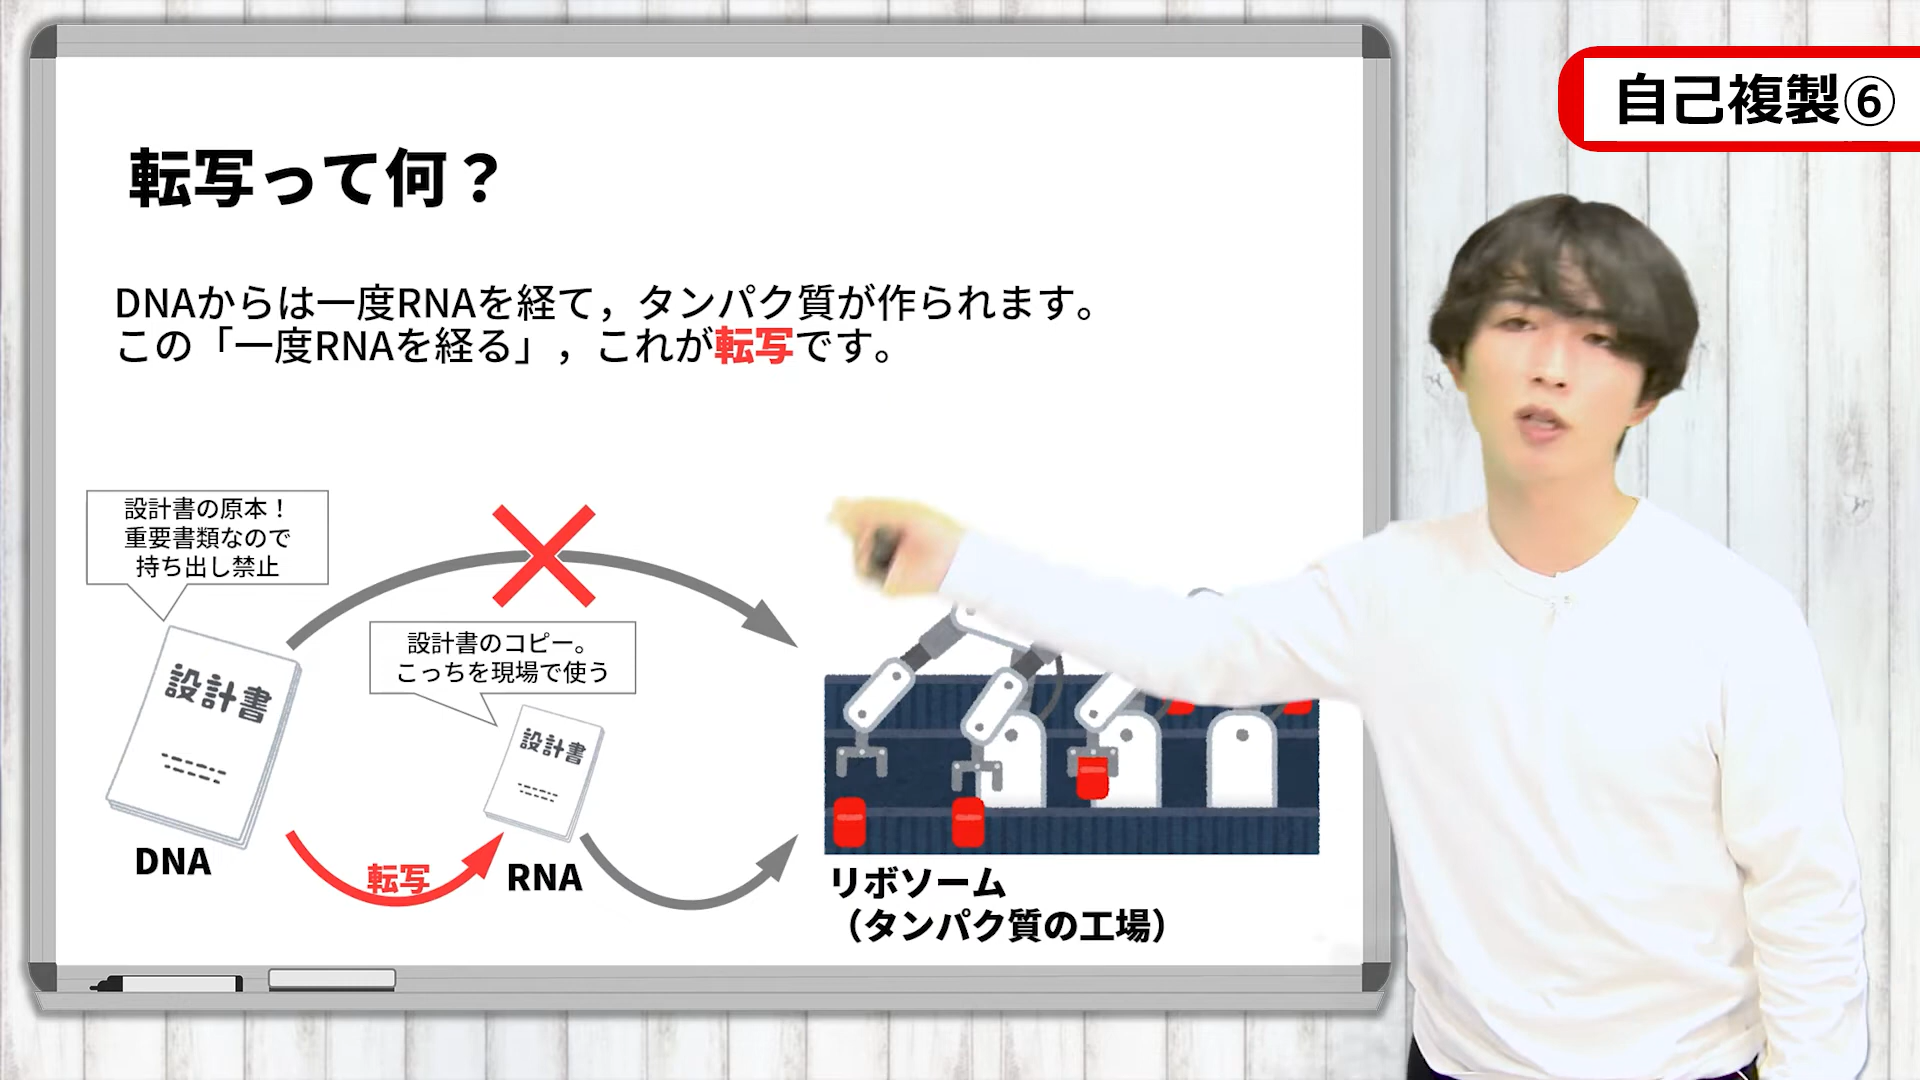 自己複製⑥
転写って何？
DNAからは一度RNAを経て，タンパク質が作られます。
この「一度RNAを経る」，これが転写です。
設計書の原本！
重要書類なので
持ち出し禁止
設計書のコピー。
こっちを現場で使う
設計書
設計書
DNA
転写
RNA
リボソーム
（タンパク質の工場）